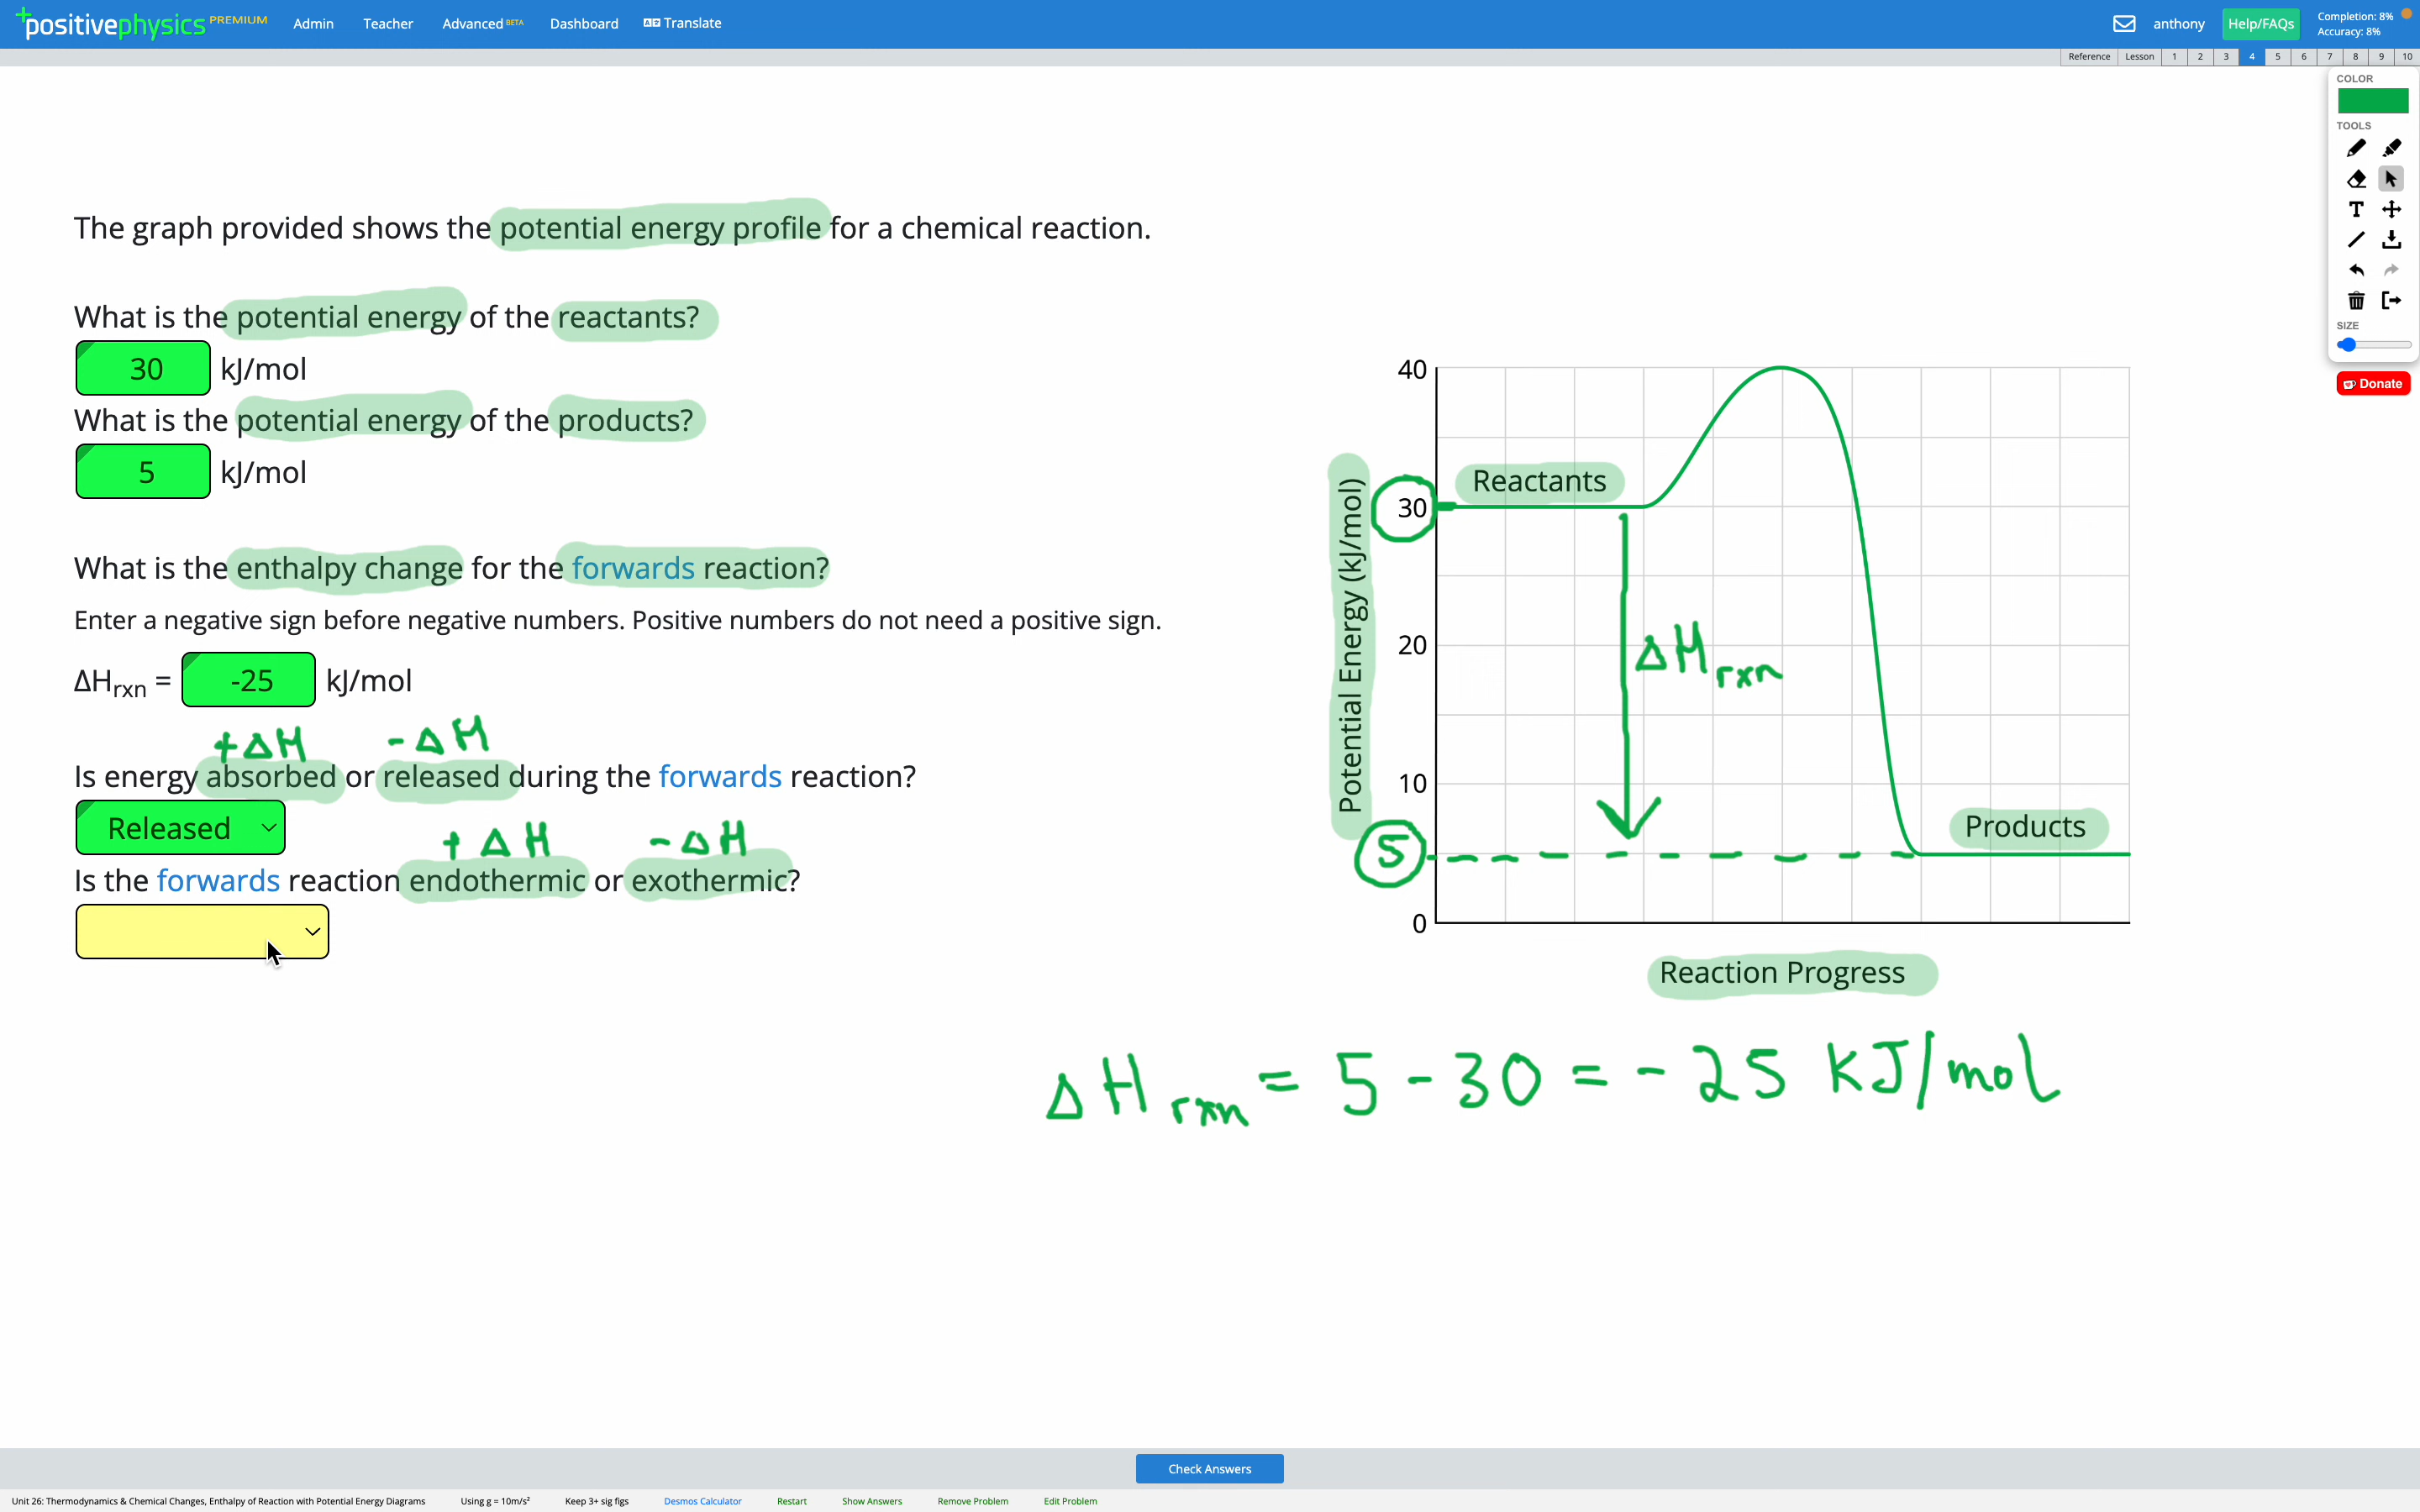 +positivephysics PREMIUM Admin Teacher Advanced BETA Dashboard Translate anthony Help/FAQs Completion: 8%
Accuracy: 8%
Reference Lesson 1 2 3 4 5 6 7 8 9 10
COLOR
TOOLS
SIZE
Donate
The graph provided shows the potential energy profile for a chemical reaction.
What is the potential energy of the reactants?
30 kJ/mol
What is the potential energy of the products?
5 kJ/mol
What is the enthalpy change for the forwards reaction?
Enter a negative sign before negative numbers. Positive numbers do not need a positive sign.
ΔHrxn = -25 kJ/mol
+ΔH -ΔH
Is energy absorbed or released during the forwards reaction?
Released
+ΔH -ΔH
Is the forwards reaction endothermic or exothermic?
Potential Energy (kJ/mol)
40
30
20
10
5
0
Reactants
ΔHrxn
Products
Reaction Progress
ΔHrxn = 5 - 30 = - 25 kJ/mol
Check Answers
Unit 26: Thermodynamics & Chemical Changes, Enthalpy of Reaction with Potential Energy Diagrams Using g = 10m/s² Keep 3+ sig figs Desmos Calculator Restart Show Answers Remove Problem Edit Problem